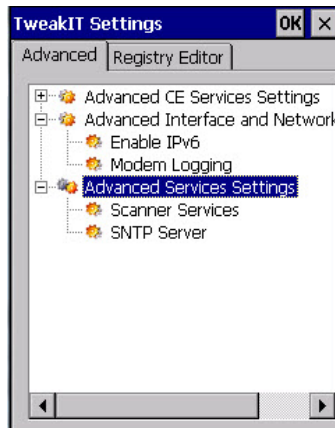 TweakIT Settings OK ×
Advanced Registry Editor
Advanced CE Services Settings
Advanced Interface and Network
Enable IPv6
Modem Logging
Advanced Services Settings
Scanner Services
SNTP Server